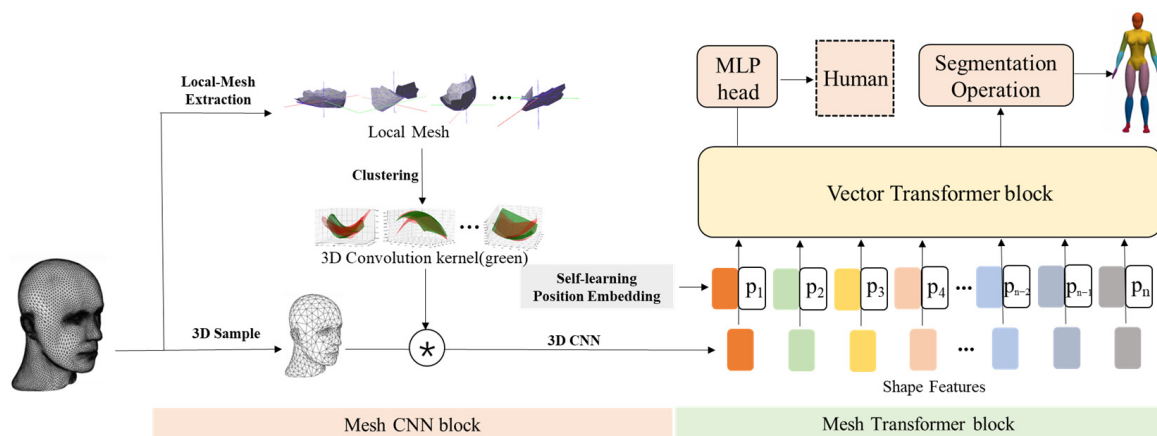 Local-Mesh
Extraction
Local Mesh
Clustering
3D Convolution kernel(green)
3D Sample
*
3D CNN
Mesh CNN block
MLP
head
Human
Segmentation
Operation
Vector Transformer block
Self-learning
Position Embedding
p1 p2 p3 p4 ••• pn-2 pn-1 pn
Shape Features
Mesh Transformer block